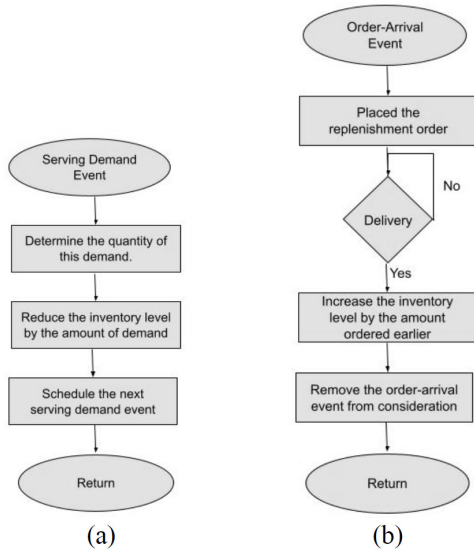 Serving Demand
Event
Determine the quantity of
this demand.
Reduce the inventory level
by the amount of demand
Schedule the next
serving demand event
Return
(a)
Order-Arrival
Event
Placed the
replenishment order
No
Delivery
Yes
Increase the inventory
level by the amount
ordered earlier
Remove the order-arrival
event from consideration
Return
(b)